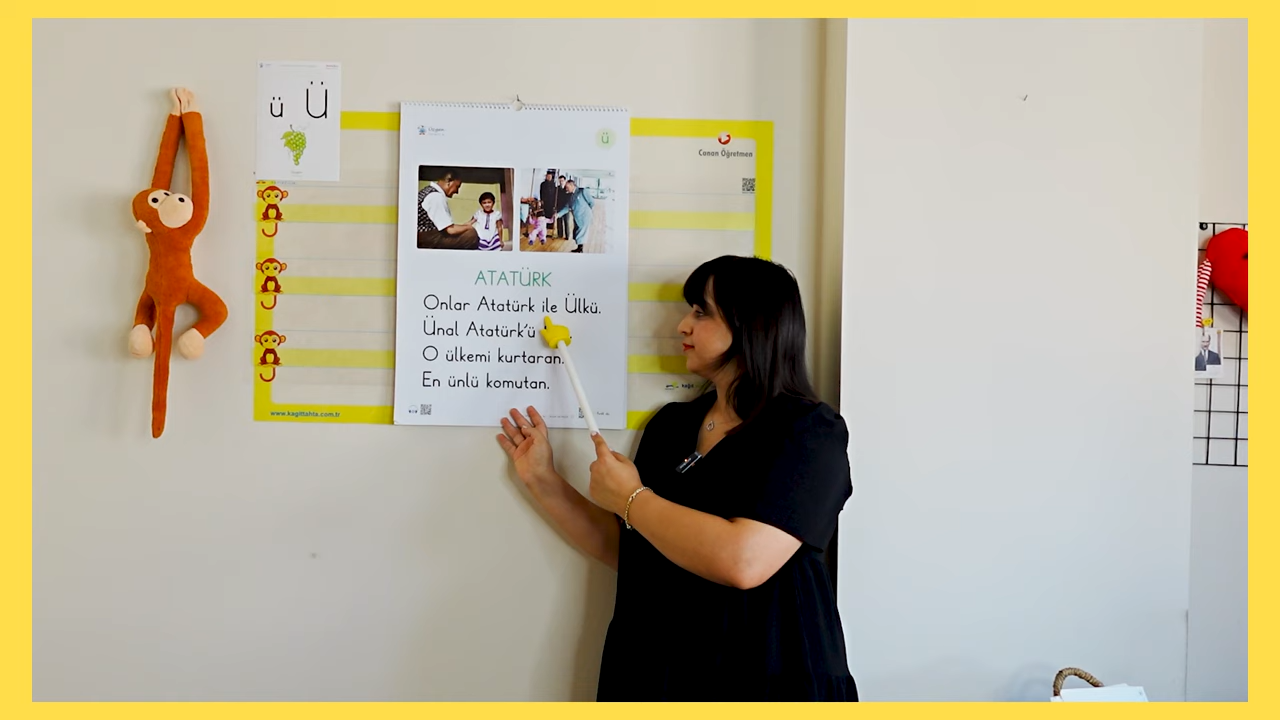 ü Ü
ü
Canan Öğretmen
ATATÜRK
Onlar Atatürk ile Ülkü.
Ünal Atatürk'ü
O ülkemi kurtaran.
En ünlü komutan.
www.kagittahta.com.tr